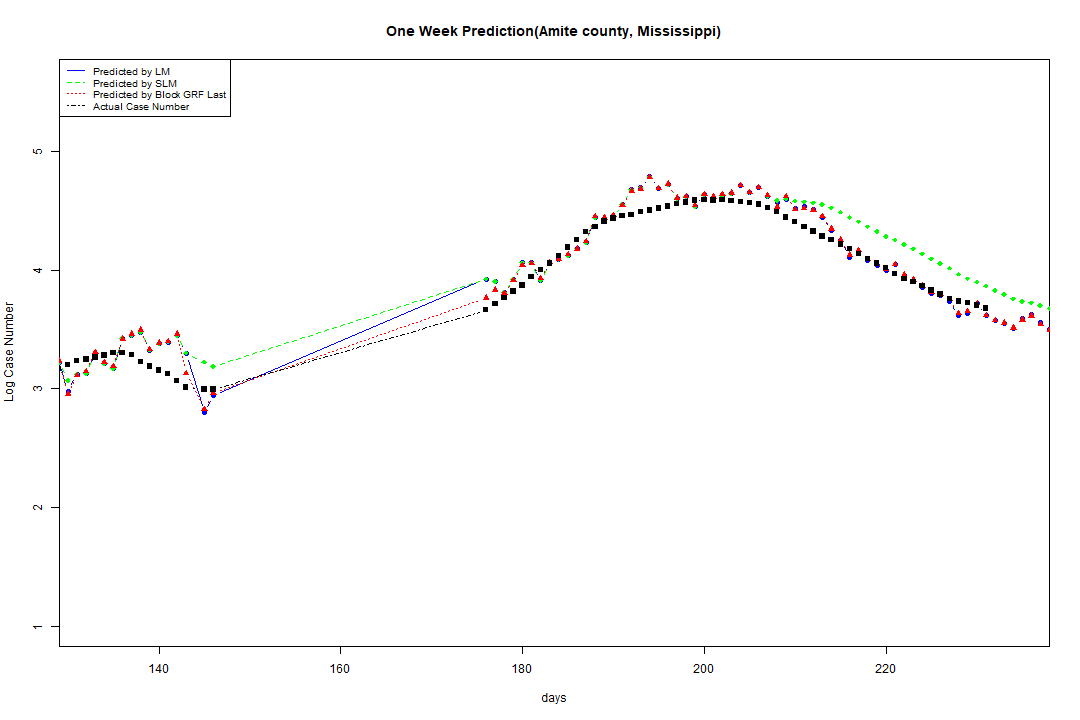 One Week Prediction(Amite county, Mississippi)
Predicted by LM
Predicted by SLM
Predicted by Block GRF Last
Actual Case Number
5
4
3
2
1
Log Case Number
140 160 180 200 220
days